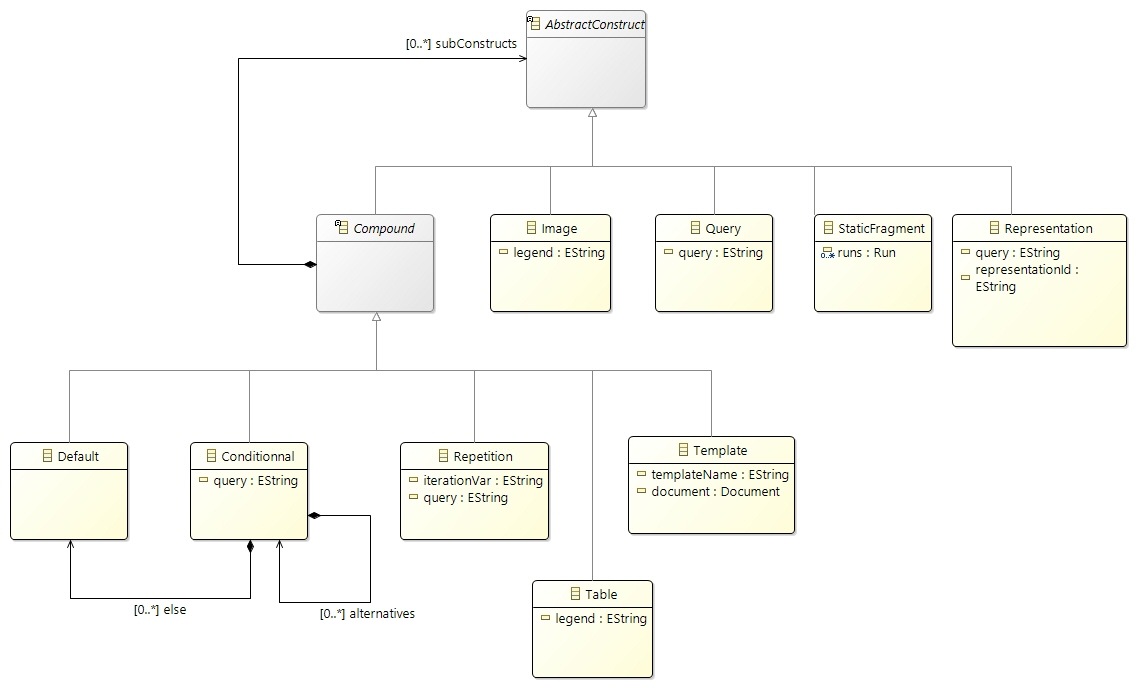 AbstractConstruct
[0..*] subConstructs
Compound
Image
legend : EString
Query
query : EString
StaticFragment
0..* runs : Run
Representation
query : EString
representationId :
EString
Default
Conditionnal
query : EString
Repetition
iterationVar : EString
query : EString
Template
templateName : EString
document : Document
[0..*] else
[0..*] alternatives
Table
legend : EString